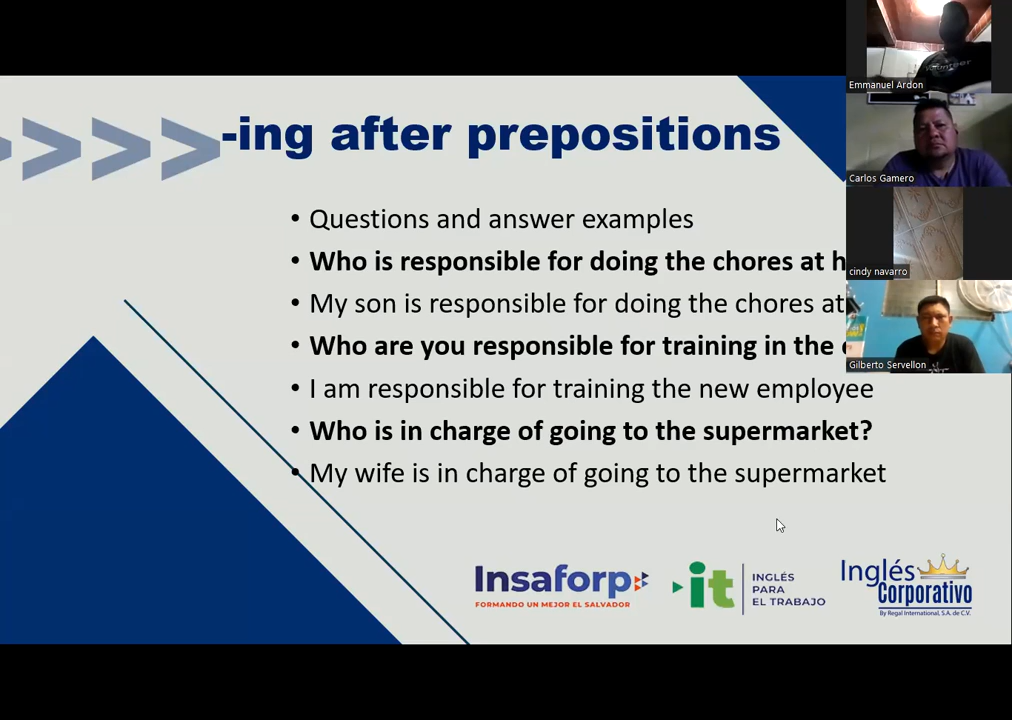 -ing after prepositions
• Questions and answer examples
• Who is responsible for doing the chores at h
• My son is responsible for doing the chores at
• Who are you responsible for training in the
• I am responsible for training the new employee
• Who is in charge of going to the supermarket?
• My wife is in charge of going to the supermarket
Insaforp
FORMANDO UN MEJOR EL SALVADOR
it
INGLÉS
PARA
EL TRABAJO
Inglés
Corporativo
By Regal International, S.A. de C.V.
Emmanuel Ardon
Carlos Gamero
cindy navarro
Gilberto Servellon